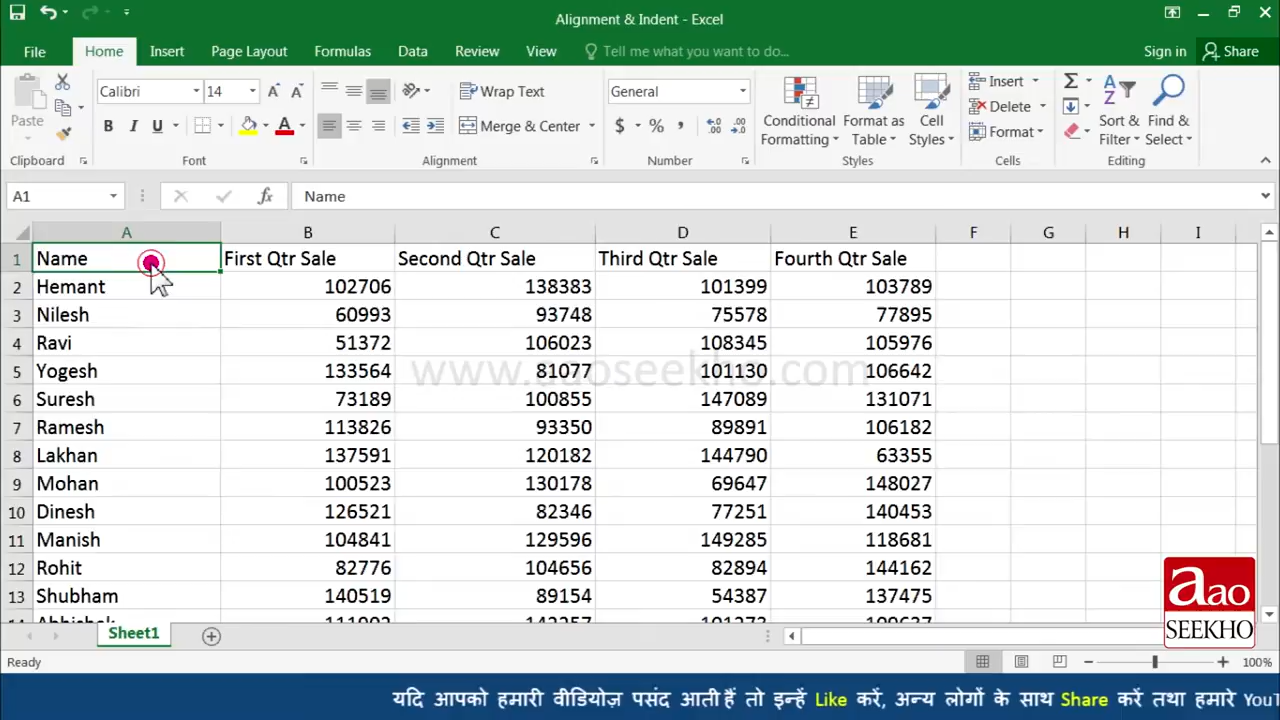 Alignment & Indent - Excel
File Home Insert Page Layout Formulas Data Review View Tell me what you want to do... Sign in Share
Calibri 14 Wrap Text General Insert
Paste B I U Merge & Center $ % , Conditional Formatting Format as Table Cell Styles Delete Format Sort & Filter Find & Select
Clipboard Font Alignment Number Styles Cells Editing
A1 fx Name
A B C D E F G H I
1 Name First Qtr Sale Second Qtr Sale Third Qtr Sale Fourth Qtr Sale
2 Hemant 102706 138383 101399 103789
3 Nilesh 60993 93748 75578 77895
4 Ravi 51372 106023 108345 105976
5 Yogesh 133564 81077 101130 106642
www.aaoseekho.com
6 Suresh 73189 100855 147089 131071
7 Ramesh 113826 93350 89891 106182
8 Lakhan 137591 120182 144790 63355
9 Mohan 100523 130178 69647 148027
10 Dinesh 126521 82346 77251 140453
11 Manish 104841 129596 149285 118681
12 Rohit 82776 104656 82894 144162
13 Shubham 140519 89154 54387 137475
aao
SEEKHO
Sheet1
Ready 100%
यदि आपको हमारी वीडियोज़ पसंद आती हैं तो इन्हें Like करें, अन्य लोगों के साथ Share करें तथा हमारे YouT